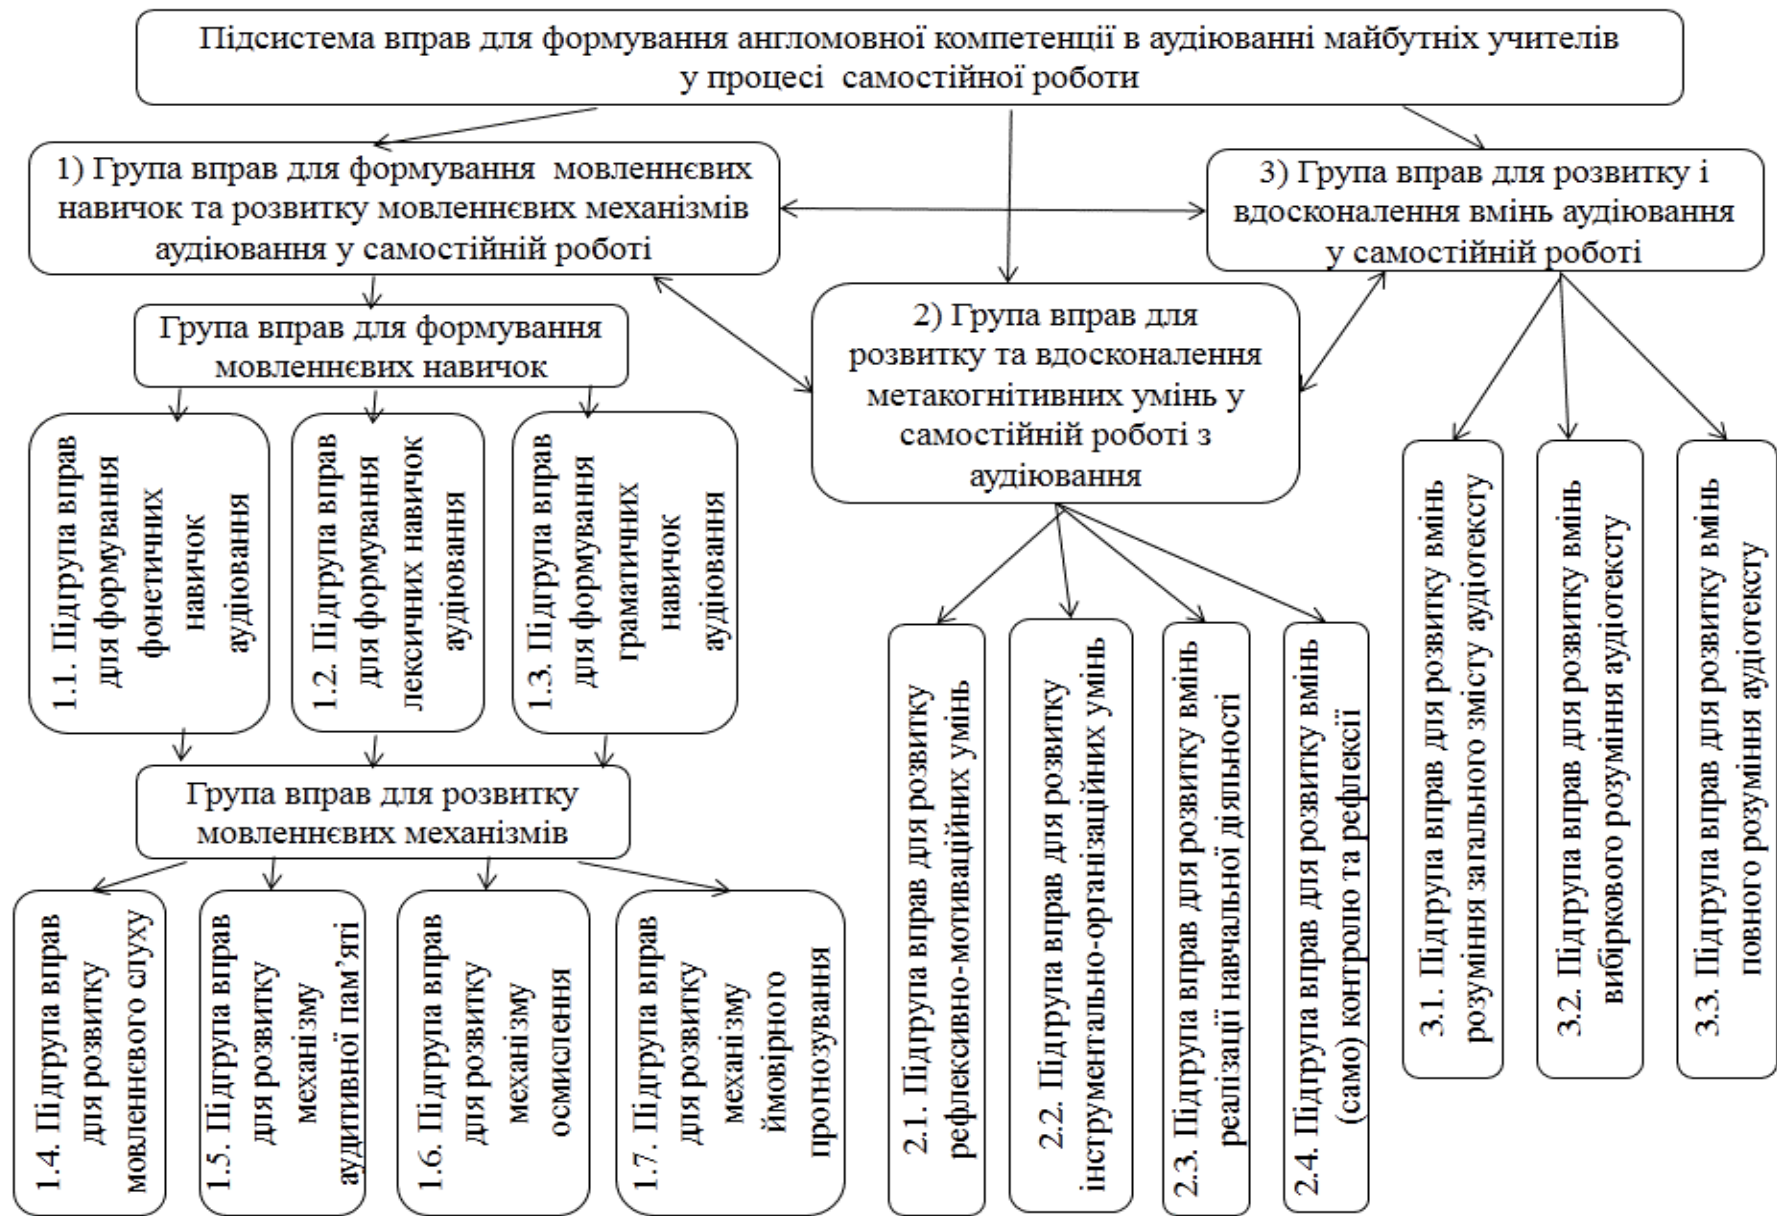 Підсистема вправ для формування англомовної компетенції в аудіюванні майбутніх учителів
у процесі самостійної роботи
1) Група вправ для формування мовленнєвих
навичок та розвитку мовленнєвих механізмів
аудіювання у самостійній роботі
3) Група вправ для розвитку і
вдосконалення вмінь аудіювання
у самостійній роботі
2) Група вправ для
розвитку та вдосконалення
метакогнітивних умінь у
самостійній роботі з
аудіювання
Група вправ для формування
мовленнєвих навичок
1.1. Підгрупа вправ
для формування
фонетичних
навичок
аудіювання
1.2. Підгрупа вправ
для формування
лексичних навичок
аудіювання
1.3. Підгрупа вправ
для формування
граматичних
навичок
аудіювання
Група вправ для розвитку
мовленнєвих механізмів
1.4. Підгрупа вправ
для розвитку
мовленнєвого слуху
1.5. Підгрупа вправ
для розвитку
механізму
аудитивної пам’яті
1.6. Підгрупа вправ
для розвитку
механізму
осмислення
1.7. Підгрупа вправ
для розвитку
механізму
ймовірного
прогнозування
2.1. Підгрупа вправ для розвитку
рефлексивно-мотиваційних умінь
2.2. Підгрупа вправ для розвитку
інструментально-організаційних умінь
2.3. Підгрупа вправ для розвитку вмінь
реалізації навчальної діяльності
2.4. Підгрупа вправ для розвитку вмінь
(само) контролю та рефлексії
3.1. Підгрупа вправ для розвитку вмінь
розуміння загального змісту аудіотексту
3.2. Підгрупа вправ для розвитку вмінь
вибіркового розуміння аудіотексту
3.3. Підгрупа вправ для розвитку вмінь
повного розуміння аудіотексту